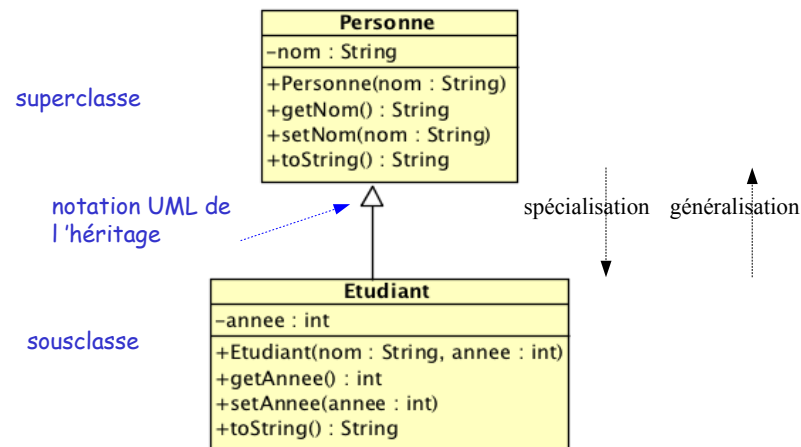 Personne
-nom : String
+Personne(nom : String)
+getNom() : String
+setNom(nom : String)
+toString() : String
superclasse
notation UML de
l ’héritage
spécialisation
généralisation
Etudiant
-annee : int
+Etudiant(nom : String, annee : int)
+getAnnee() : int
+setAnnee(annee : int)
+toString() : String
sousclasse